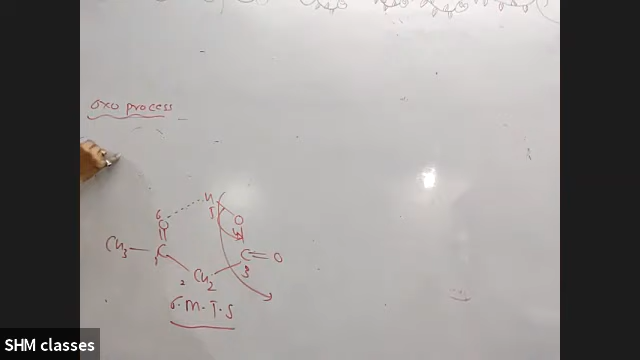 oxo process
H
6
5
O
O
4
CH3
C
C
O
1
3
2
CH2
6.M.T.S
SHM classes